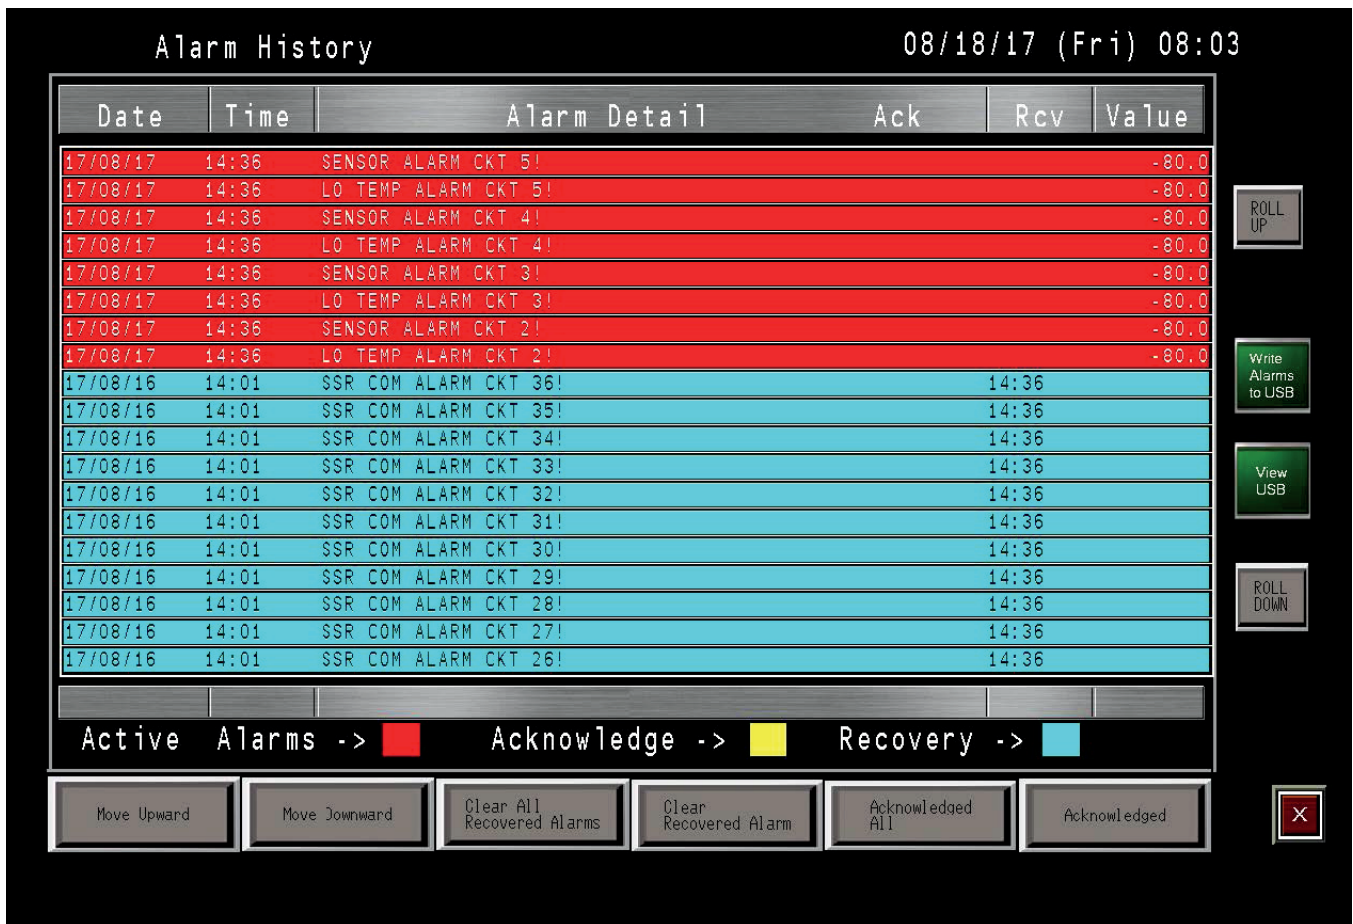 Alarm History 08/18/17 (Fri) 08:03
Date Time Alarm Detail Ack Rcv Value
17/08/17 14:36 SENSOR ALARM CKT 5! -80.0
17/08/17 14:36 LO TEMP ALARM CKT 5! -80.0
17/08/17 14:36 SENSOR ALARM CKT 4! -80.0
17/08/17 14:36 LO TEMP ALARM CKT 4! -80.0
17/08/17 14:36 SENSOR ALARM CKT 3! -80.0
17/08/17 14:36 LO TEMP ALARM CKT 3! -80.0
17/08/17 14:36 SENSOR ALARM CKT 2! -80.0
17/08/17 14:36 LO TEMP ALARM CKT 2! -80.0
17/08/16 14:01 SSR COM ALARM CKT 36! 14:36
17/08/16 14:01 SSR COM ALARM CKT 35! 14:36
17/08/16 14:01 SSR COM ALARM CKT 34! 14:36
17/08/16 14:01 SSR COM ALARM CKT 33! 14:36
17/08/16 14:01 SSR COM ALARM CKT 32! 14:36
17/08/16 14:01 SSR COM ALARM CKT 31! 14:36
17/08/16 14:01 SSR COM ALARM CKT 30! 14:36
17/08/16 14:01 SSR COM ALARM CKT 29! 14:36
17/08/16 14:01 SSR COM ALARM CKT 28! 14:36
17/08/16 14:01 SSR COM ALARM CKT 27! 14:36
17/08/16 14:01 SSR COM ALARM CKT 26! 14:36
Active Alarms -> Acknowledge -> Recovery ->
Move Upward
Move Downward
Clear All
Recovered Alarms
Clear
Recovered Alarm
Acknowledged
All
Acknowledged
X
ROLL
UP
Write
Alarms
to USB
View
USB
ROLL
DOWN